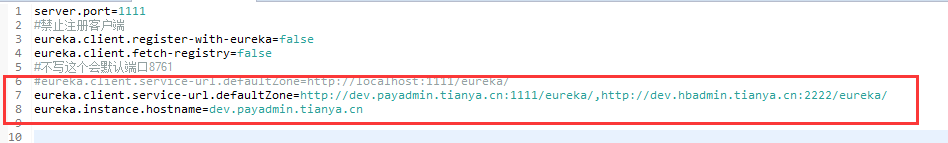 1 server.port=1111
2 #禁止注册客户端
3 eureka.client.register-with-eureka=false
4 eureka.client.fetch-registry=false
5 #不写这个会默认端口8761
6 #eureka.client.service-url.defaultZone=http://localhost:1111/eureka/
7 eureka.client.service-url.defaultZone=http://dev.payadmin.tianya.cn:1111/eureka/,http://dev.hbadmin.tianya.cn:2222/eureka/
8 eureka.instance.hostname=dev.payadmin.tianya.cn
9
10